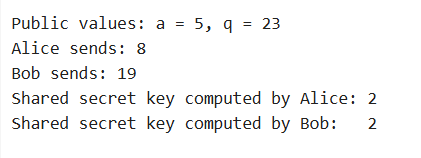 Public values: a = 5, q = 23
Alice sends: 8
Bob sends: 19
Shared secret key computed by Alice: 2
Shared secret key computed by Bob:   2